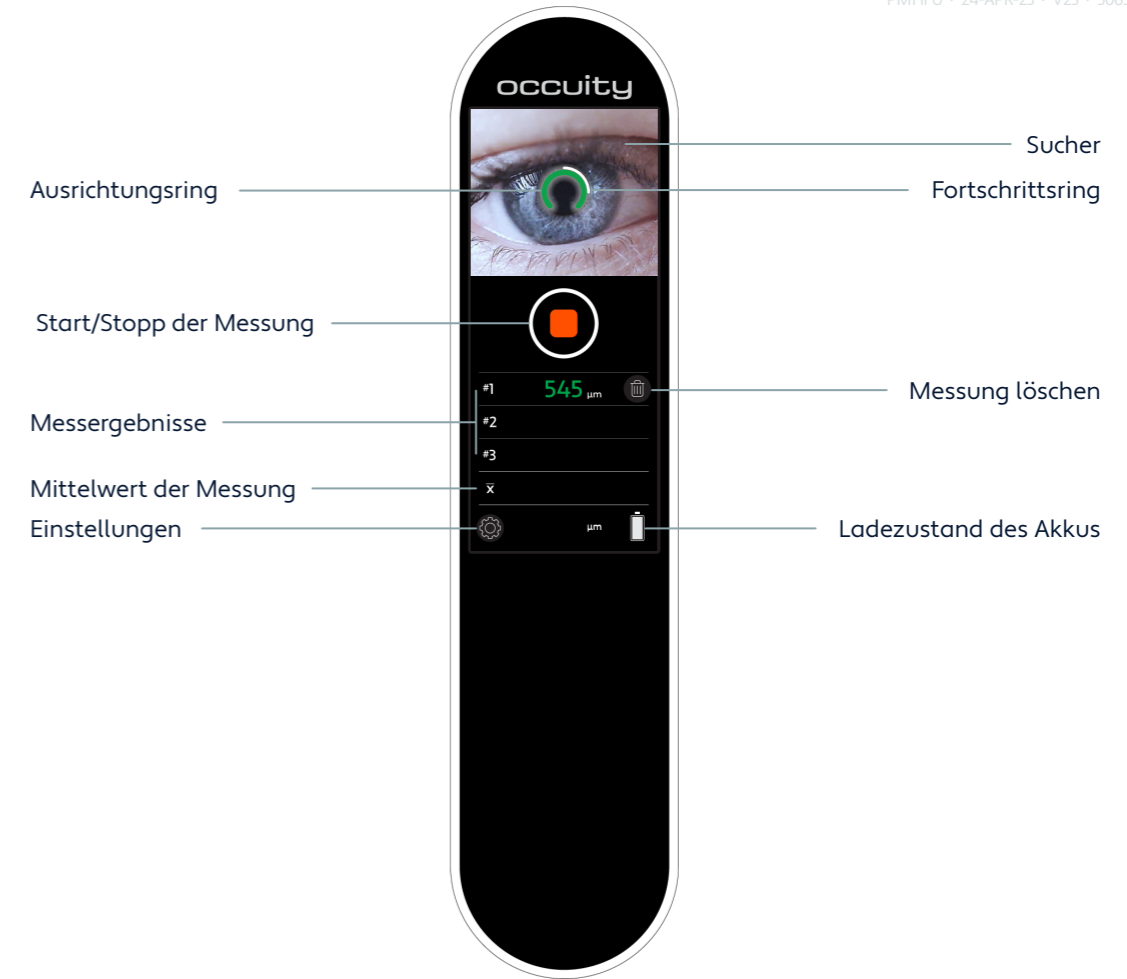 occuity
Sucher
Ausrichtungsring
Fortschrittsring
Start/Stopp der Messung
#1 545 µm
Messung löschen
Messergebnisse
#2
#3
Mittelwert der Messung
x̅
Einstellungen
µm
Ladezustand des Akkus